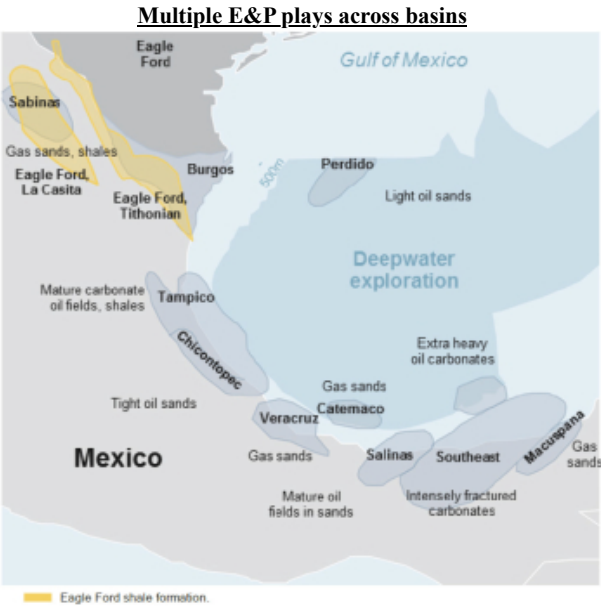 Multiple E&P plays across basins
Eagle
Ford
Gulf of Mexico
Sabinas
Gas sands, shales
Eagle Ford,
La Casita
Burgos
Eagle Ford,
Tithonian
500m
Perdido
Light oil sands
Deepwater
exploration
Mature carbonate
oil fields, shales
Tampico
Chicontopec
Extra heavy
oil carbonates
Tight oil sands
Gas sands
Catemaco
Veracruz
Mexico
Gas sands
Salinas
Southeast
Macuspana
Gas
sands
Mature oil
fields in sands
Intensely fractured
carbonates
Eagle Ford shale formation.